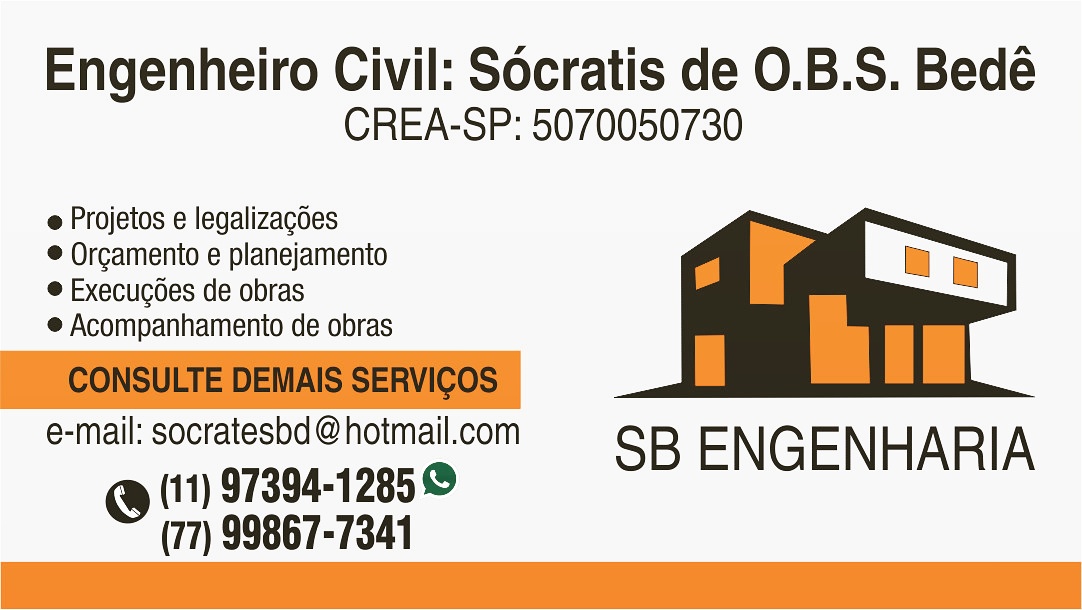 Engenheiro Civil: Sócratis de O.B.S. Bedê
CREA-SP: 5070050730
• Projetos e legalizações
• Orçamento e planejamento
• Execuções de obras
• Acompanhamento de obras
CONSULTE DEMAIS SERVIÇOS
e-mail: socratesbd@hotmail.com
(11) 97394-1285
(77) 99867-7341
SB ENGENHARIA